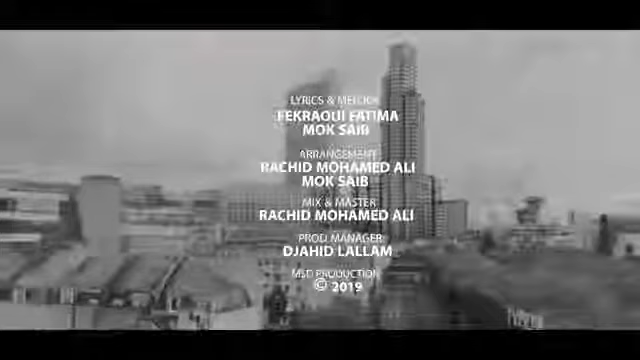 LYRICS & MELODIE
FEKRAOUI FATIMA
MOK SAIB
ARRANGEMENT
RACHID MOHAMED ALI
MOK SAIB
MIX & MASTER
RACHID MOHAMED ALI
PROD MANAGER
DJAHID LALLAM
MSD PRODUCTION
© 2019